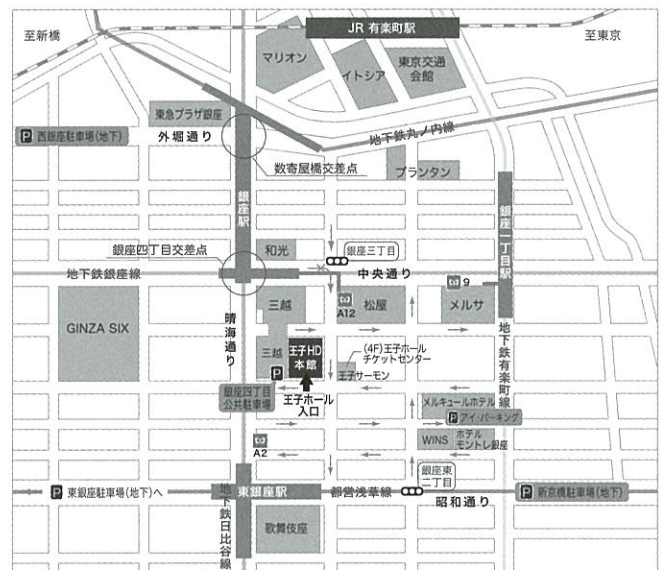 JR 有楽町駅
至新橋
至東京
マリオン
イトシア
東京交通
会館
東急プラザ銀座
P 西銀座駐車場(地下)
外堀通り
地下鉄丸ノ内線
数寄屋橋交差点
プランタン
銀座駅
銀座一丁目駅
銀座四丁目交差点
和光
銀座三丁目
地下鉄銀座線
中央通り
9
三越
A12
松屋
メルサ
GINZA SIX
晴海通り
地下鉄有楽町線
三越
王子HD
本館
(4F)王子ホール
チケットセンター
王子サーモン
P
銀座四丁目
公共駐車場
王子ホール
入口
メルキュールホテル
P アイ・パーキング
A2
WINS
ホテル
モントレ銀座
銀座東
二丁目
P 東銀座駐車場(地下)へ
東銀座駅
都営浅草線
昭和通り
P 新京橋駐車場(地下)
地下鉄日比谷線
歌舞伎座